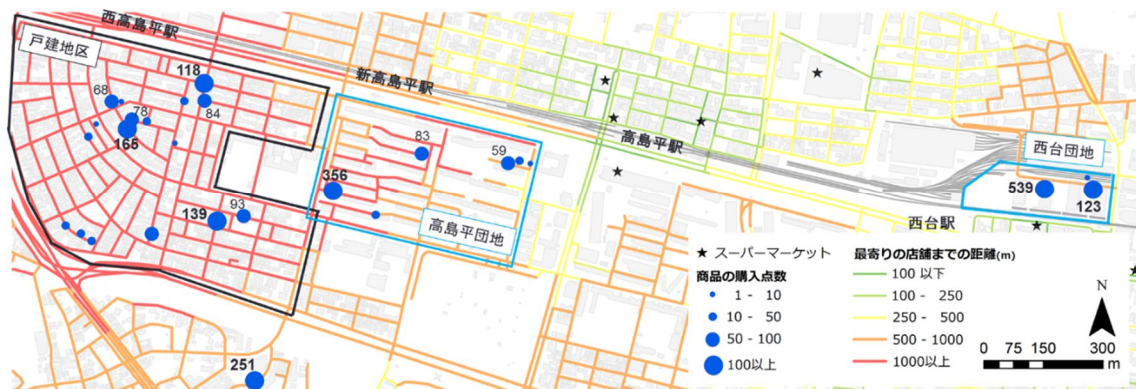 西高島平駅
戸建地区
118
新高島平駅
68
84
78
165
83
高島平駅
59
西台団地
356
539
123
139
93
高島平団地
西台駅
251
★ スーパーマーケット
商品の購入点数
1 - 10
10 - 50
50 - 100
100以上
最寄りの店舗までの距離(m)
100 以下
100 - 250
250 - 500
500 - 1000
1000以上
N
0 75 150 300
m